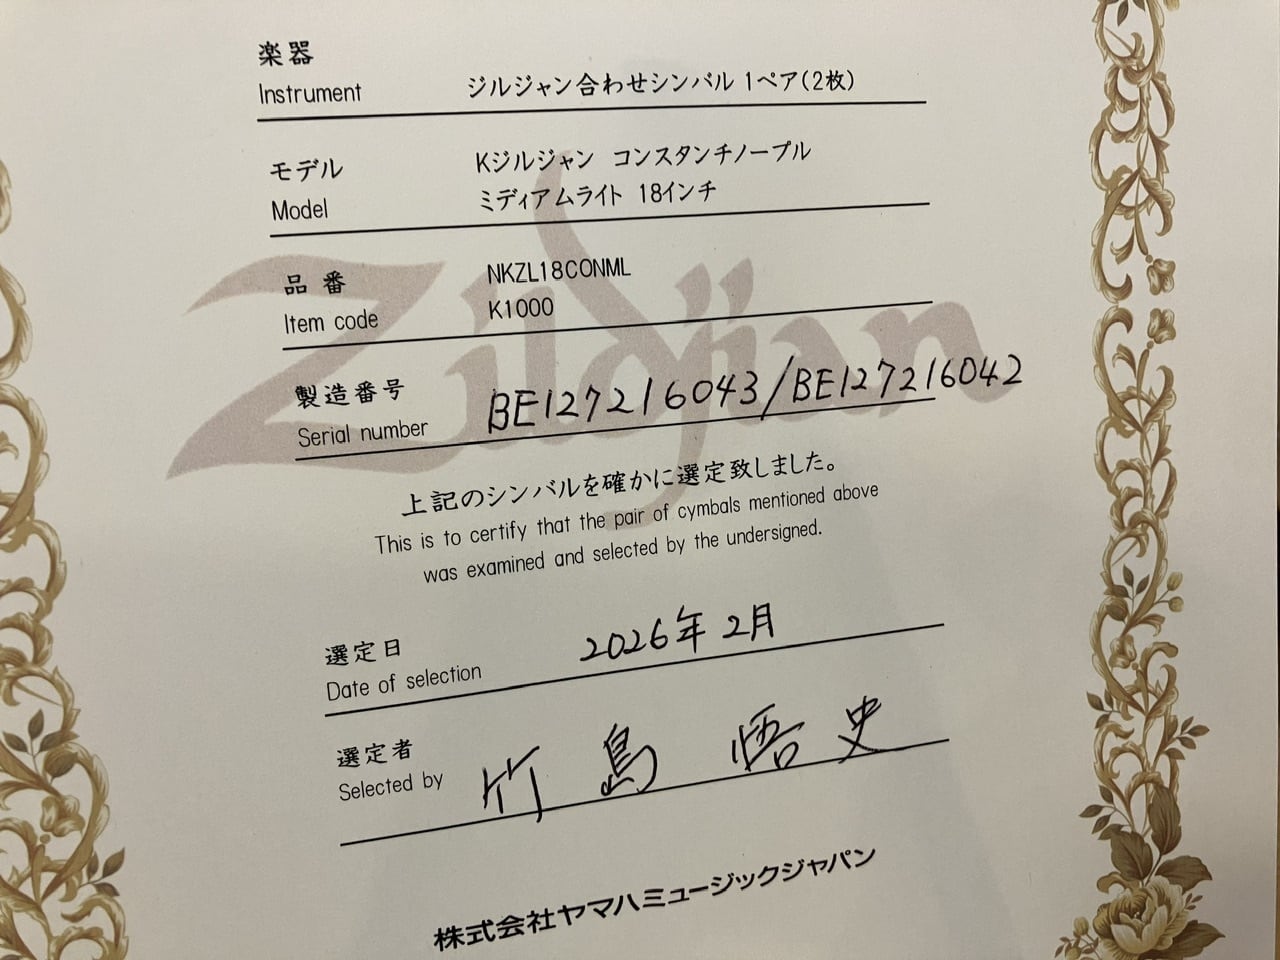 楽器
Instrument
ジルジャン合わせシンバル 1ペア(2枚)
モデル
Model
Kジルジャン コンスタンチノープル
ミディアムライト 18インチ
品番
Item code
NKZL18CONML
K1000
Zildjian
製造番号
Serial number
BE127216043/BE127216042
上記のシンバルを確かに選定致しました。
This is to certify that the pair of cymbals mentioned above
was examined and selected by the undersigned.
選定日
Date of selection
2026年2月
選定者
Selected by
竹島 悟史
株式会社ヤマハミュージックジャパン